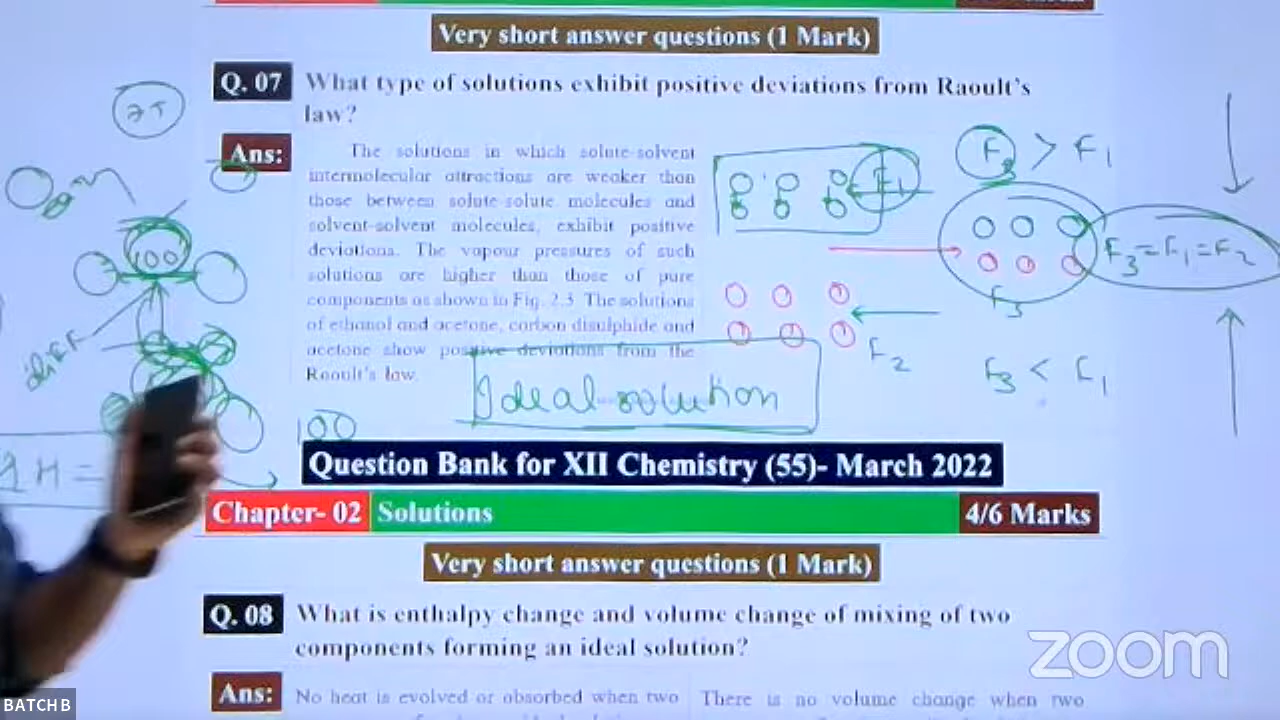 Very short answer questions (1 Mark)
Q. 07 What type of solutions exhibit positive deviations from Raoult's
law?
Ans: The solutions in which solute-solvent
intermolecular attractions are weaker than
those between solute-solute molecules and
solvent-solvent molecules, exhibit positive
deviations. The vapour pressures of such
solutions are higher than those of pure
components as shown in Fig. 2.3 The solutions
of ethanol and acetone, carbon disulphide and
acetone show positive deviations from the
Raoult's law.
F3 > F1
F1
F3 = F1 = F2
F3
F2
F3 < F1
Ideal solution
100
100
H =
Question Bank for XII Chemistry (55)- March 2022
Chapter- 02 Solutions 4/6 Marks
Very short answer questions (1 Mark)
Q. 08 What is enthalpy change and volume change of mixing of two
components forming an ideal solution?
Ans: No heat is evolved or absorbed when two
There is no volume change when two
zoom
BATCH B